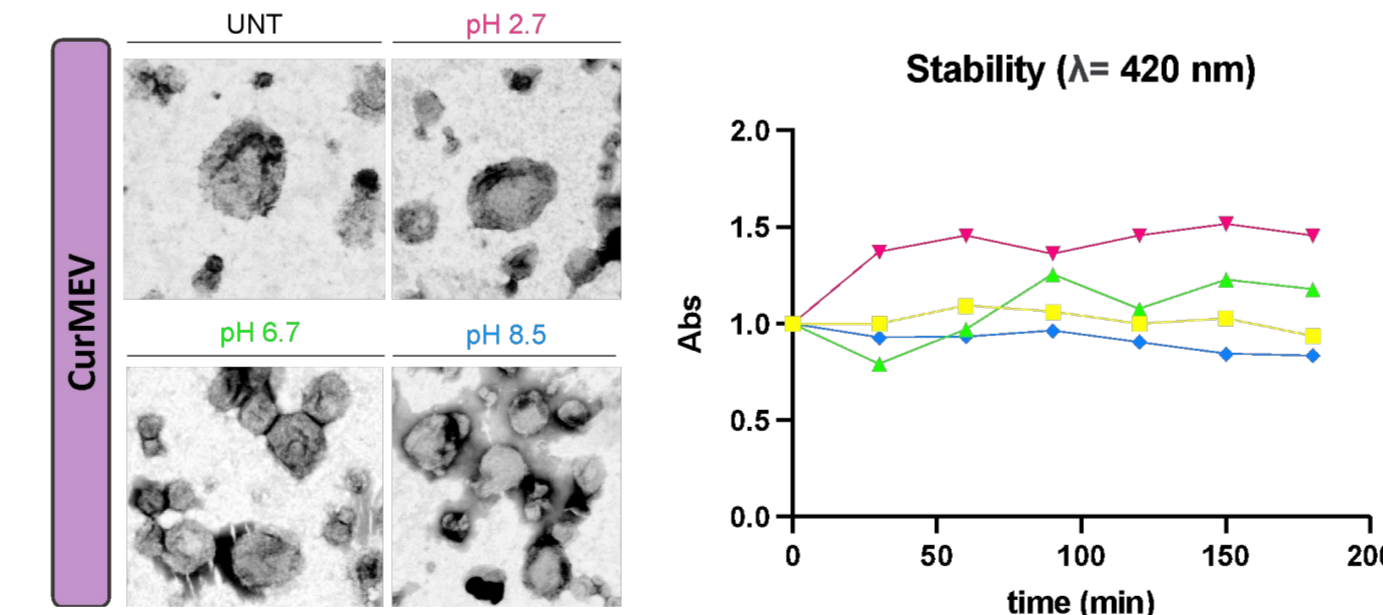 CurMEV
UNT
pH 2.7
pH 6.7
pH 8.5
Stability (λ= 420 nm)
Abs
2.0
1.5
1.0
0.5
0.0
0
50
100
150
time (min)